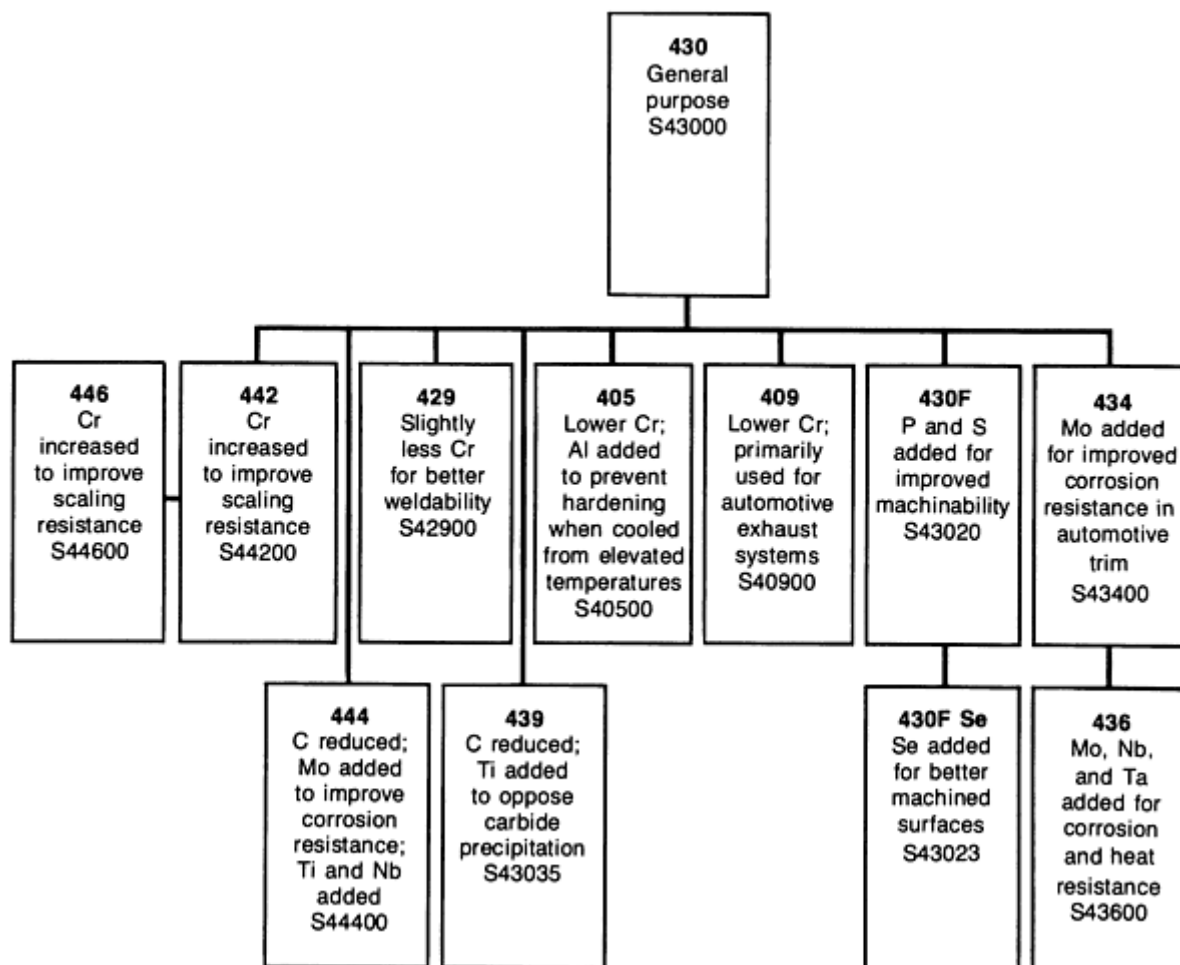 430
General
purpose
S43000
446
Cr
increased
to improve
scaling
resistance
S44600
442
Cr
increased
to improve
scaling
resistance
S44200
429
Slightly
less Cr
for better
weldability
S42900
405
Lower Cr;
Al added
to prevent
hardening
when cooled
from elevated
temperatures
S40500
409
Lower Cr;
primarily
used for
automotive
exhaust
systems
S40900
430F
P and S
added for
improved
machinability
S43020
434
Mo added
for improved
corrosion
resistance in
automotive
trim
S43400
444
C reduced;
Mo added
to improve
corrosion
resistance;
Ti and Nb
added
S44400
439
C reduced;
Ti added
to oppose
carbide
precipitation
S43035
430F Se
Se added
for better
machined
surfaces
S43023
436
Mo, Nb,
and Ta
added for
corrosion
and heat
resistance
S43600